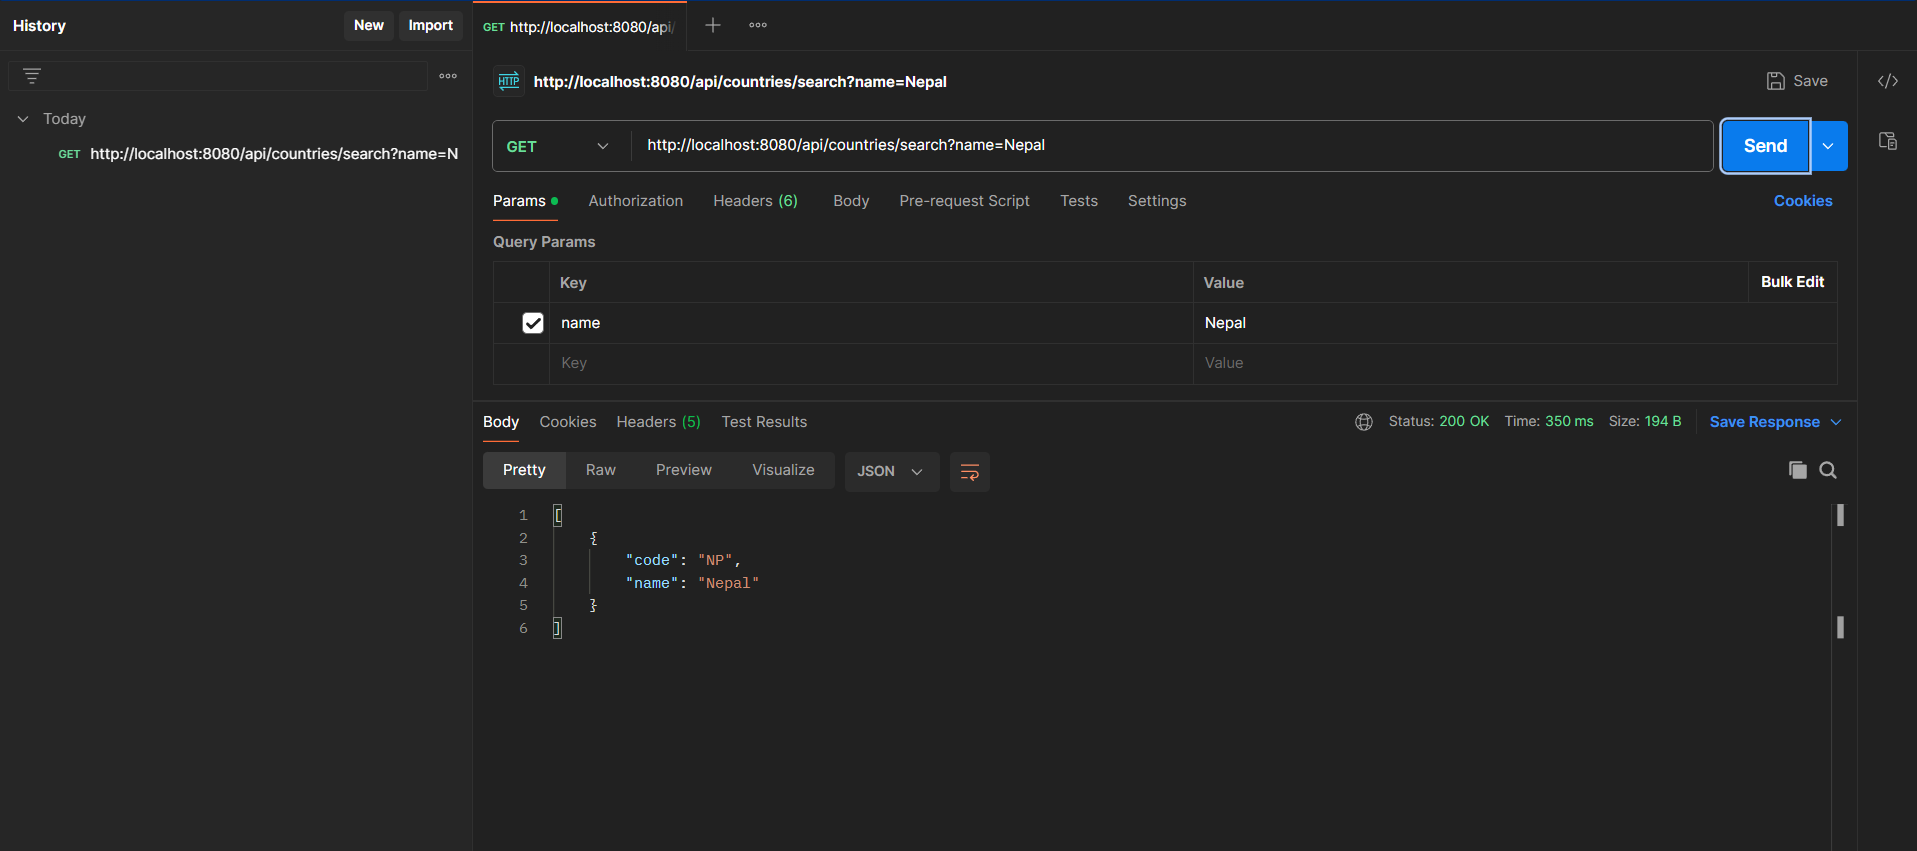 History
New
Import
Today
GET http://localhost:8080/api/countries/search?name=N
GET http://localhost:8080/api/
HTTP
http://localhost:8080/api/countries/search?name=Nepal
Save
GET
http://localhost:8080/api/countries/search?name=Nepal
Send
Params
Authorization
Headers (6)
Body
Pre-request Script
Tests
Settings
Cookies
Query Params
Key
Value
Bulk Edit
name
Nepal
Key
Value
Body
Cookies
Headers (5)
Test Results
Status: 200 OK
Time: 350 ms
Size: 194 B
Save Response
Pretty
Raw
Preview
Visualize
JSON
1 [
2 {
3 "code": "NP",
4 "name": "Nepal"
5 }
6 ]